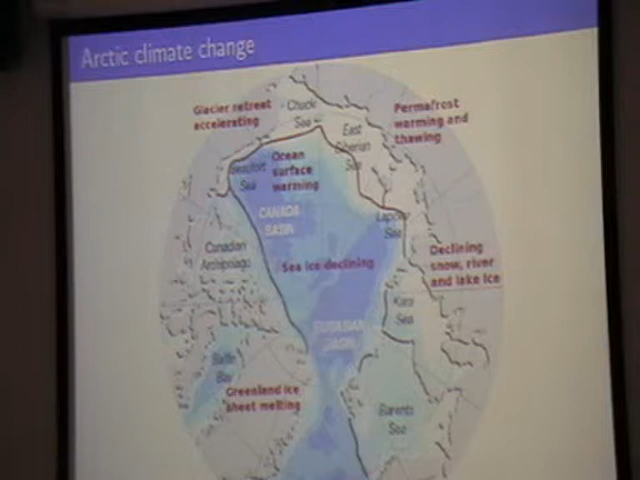 Arctic climate change
Glacier retreat
accelerating
Chukchi
Sea
Permafrost
warming and
thawing
East
Siberian
Sea
Ocean
surface
warming
Beaufort
Sea
CANADA
BASIN
Laptev
Sea
Canadian
Archipelago
Sea ice declining
Declining
snow, river
and lake ice
Kara
Sea
EURASIAN
BASIN
Baffin
Bay
Greenland ice
sheet melting
Barents
Sea